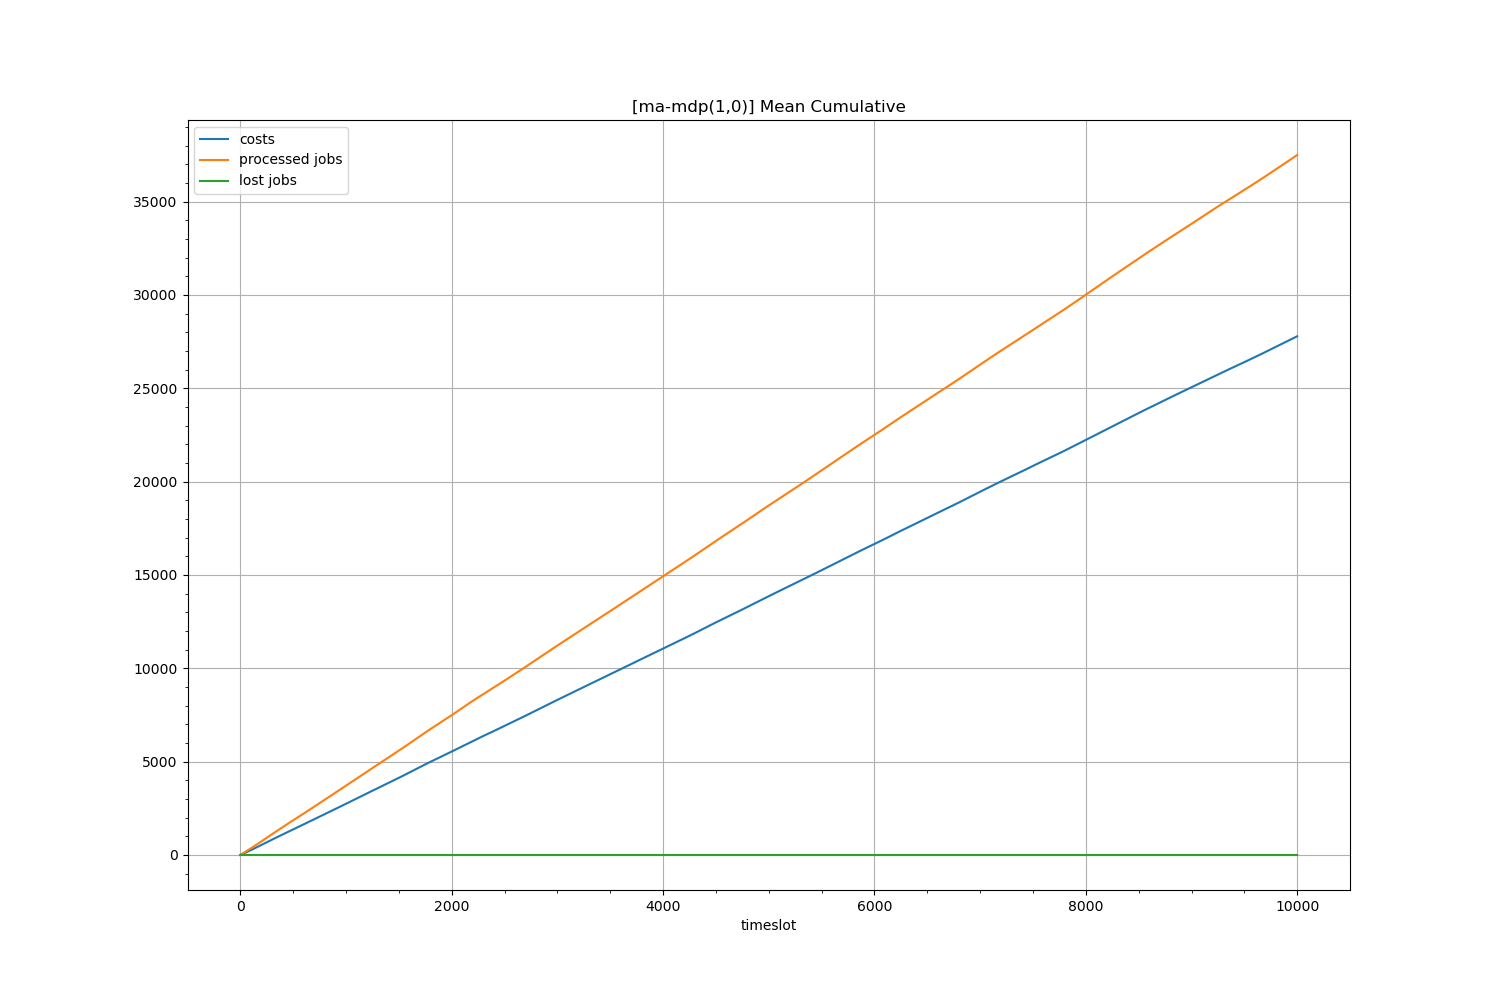 [ma-mdp(1,0)] Mean Cumulative
costs
processed jobs
lost jobs
35000
30000
25000
20000
15000
10000
5000
0
0 2000 4000 6000 8000 10000
timeslot